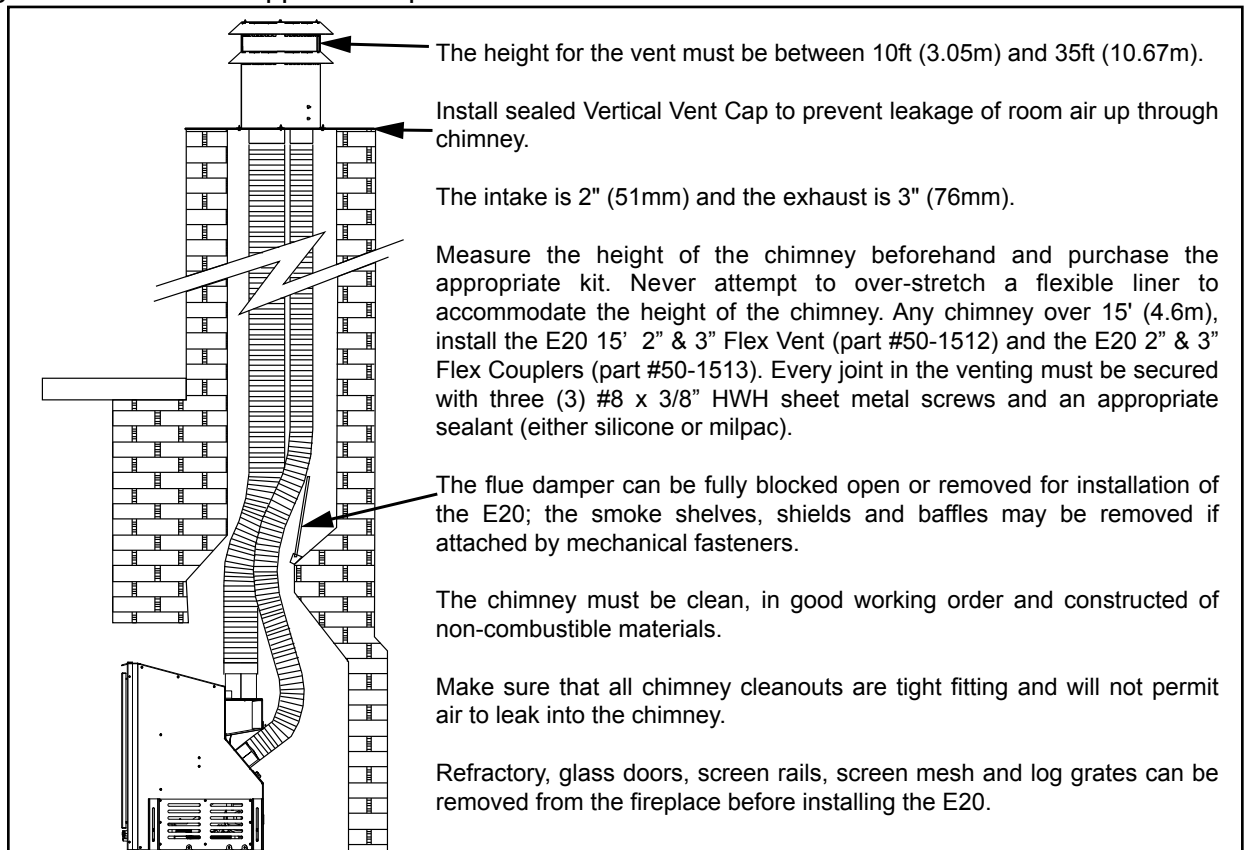 The height for the vent must be between 10ft (3.05m) and 35ft (10.67m).
Install sealed Vertical Vent Cap to prevent leakage of room air up through
chimney.
The intake is 2" (51mm) and the exhaust is 3" (76mm).
Measure the height of the chimney beforehand and purchase the
appropriate kit. Never attempt to over-stretch a flexible liner to
accommodate the height of the chimney. Any chimney over 15' (4.6m),
install the E20 15’ 2” & 3” Flex Vent (part #50-1512) and the E20 2” & 3”
Flex Couplers (part #50-1513). Every joint in the venting must be secured
with three (3) #8 x 3/8” HWH sheet metal screws and an appropriate
sealant (either silicone or milpac).
The flue damper can be fully blocked open or removed for installation of
the E20; the smoke shelves, shields and baffles may be removed if
attached by mechanical fasteners.
The chimney must be clean, in good working order and constructed of
non-combustible materials.
Make sure that all chimney cleanouts are tight fitting and will not permit
air to leak into the chimney.
Refractory, glass doors, screen rails, screen mesh and log grates can be
removed from the fireplace before installing the E20.